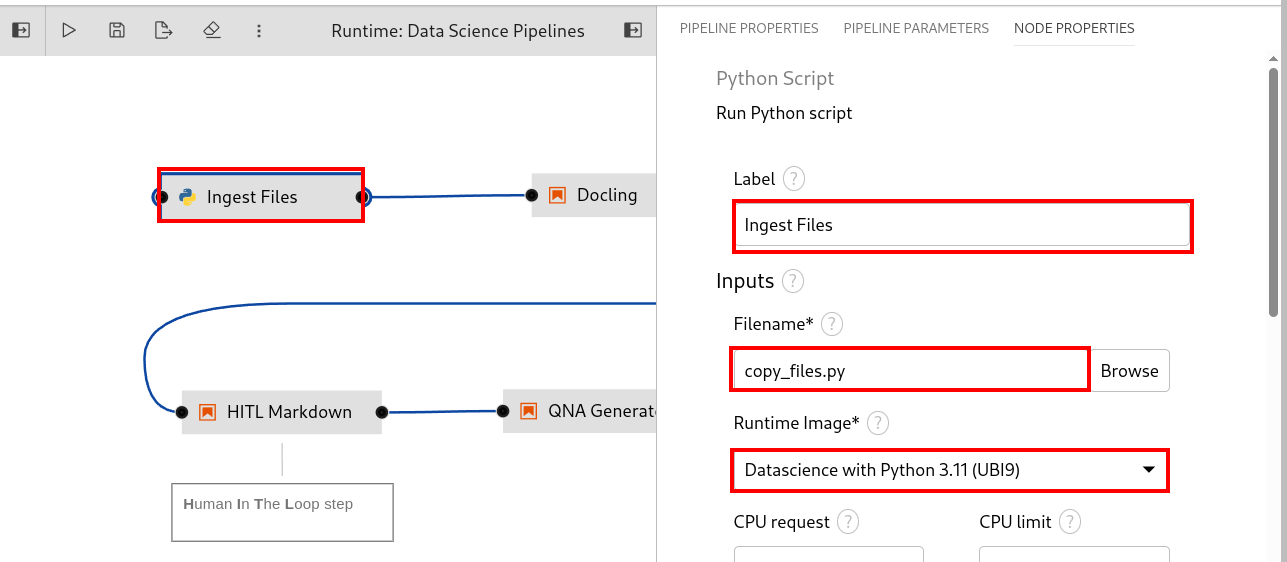 Runtime: Data Science Pipelines
PIPELINE PROPERTIES PIPELINE PARAMETERS NODE PROPERTIES
Python Script
Run Python script
Label ?
Ingest Files
Inputs ?
Filename* ?
copy_files.py Browse
Runtime Image* ?
Datascience with Python 3.11 (UBI9)
CPU request ? CPU limit ?
Ingest Files Docling
HITL Markdown QNA Generat
Human In The Loop step